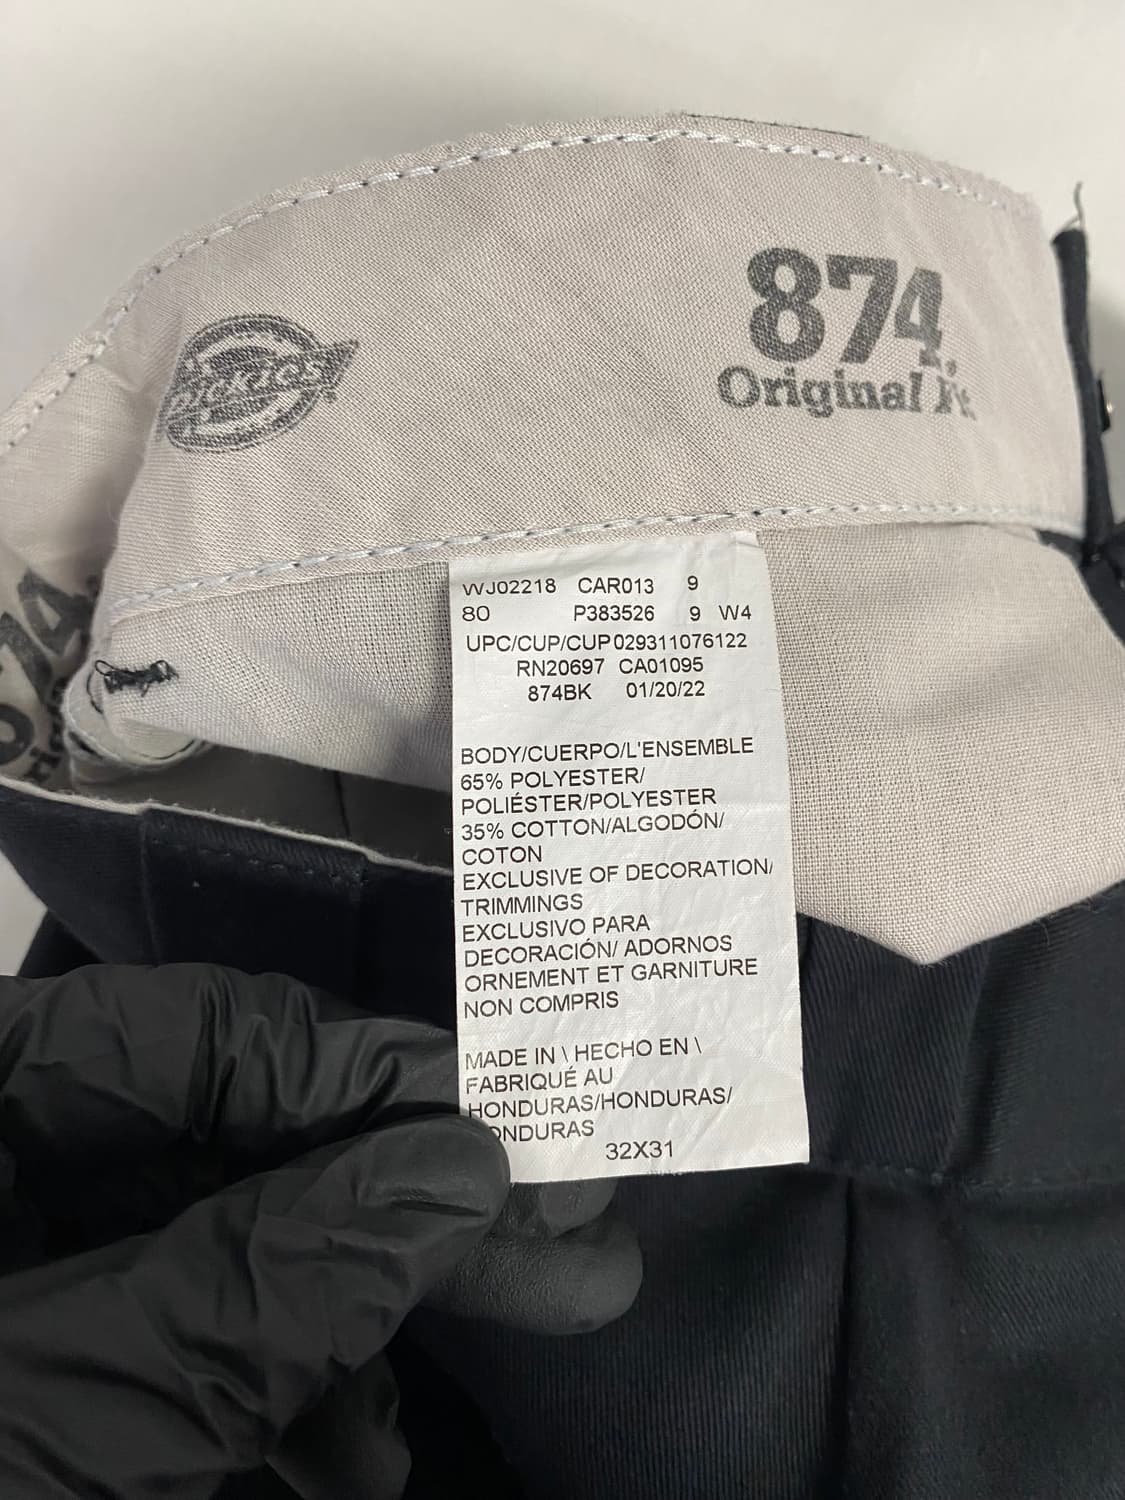 Dickies
874
Original Fit
WJ02218 CAR013 9
80 P383526 9 W4
UPC/CUP/CUP 029311076122
RN20697 CA01095
874BK 01/20/22
BODY/CUERPO/L'ENSEMBLE
65% POLYESTER/
POLIÉSTER/POLYESTER
35% COTTON/ALGODÓN/
COTON
EXCLUSIVE OF DECORATION/
TRIMMINGS
EXCLUSIVO PARA
DECORACIÓN/ ADORNOS
ORNEMENT ET GARNITURE
NON COMPRIS
MADE IN \ HECHO EN \
FABRIQUÉ AU
HONDURAS/HONDURAS/
ONDURAS
32X31